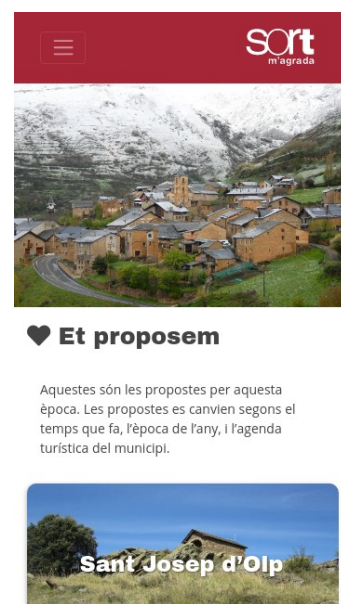 sort
m'agrada
Et proposem
Aquestes són les propostes per aquesta
època. Les propostes es canvien segons el
temps que fa, l'època de l'any, i l'agenda
turística del municipi.
Sant Josep d'Olp